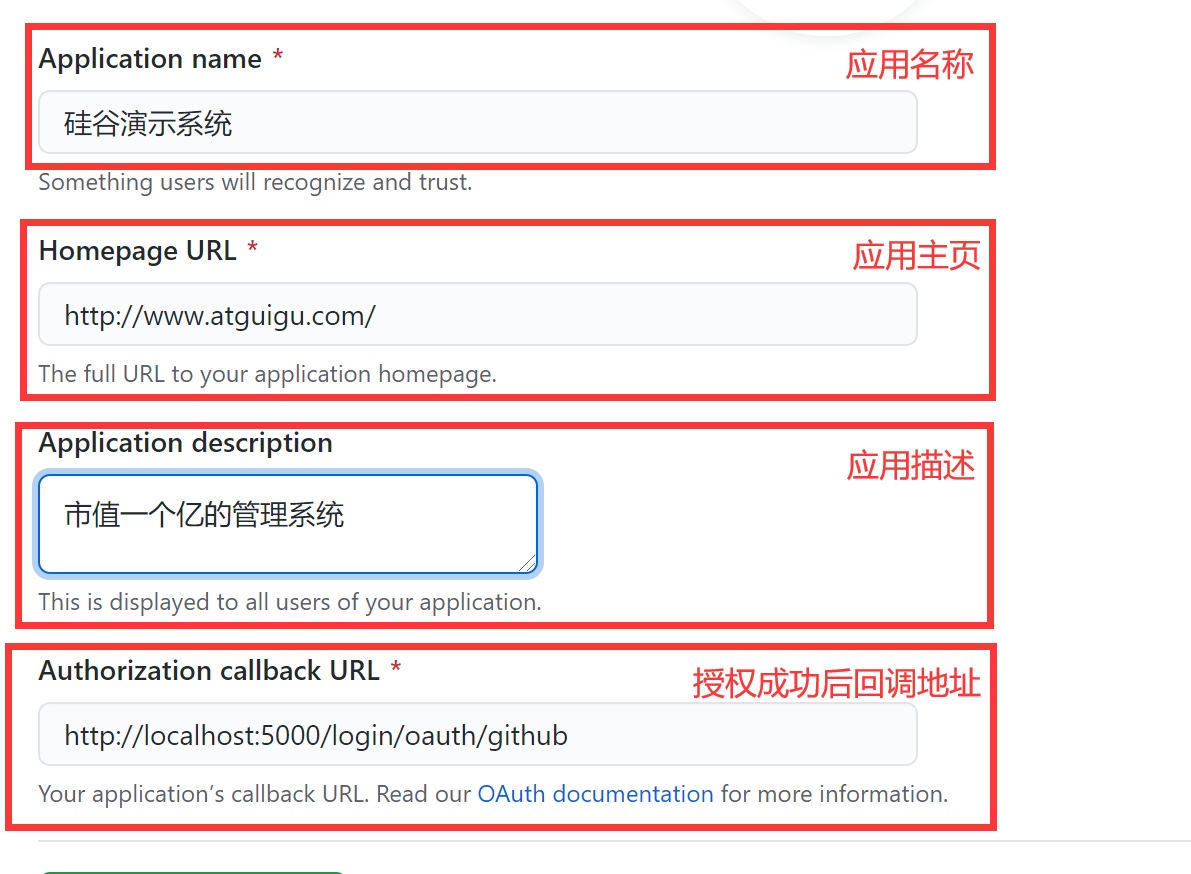 Application name *
应用名称
硅谷演示系统
Something users will recognize and trust.
Homepage URL *
应用主页
http://www.atguigu.com/
The full URL to your application homepage.
Application description
应用描述
市值一个亿的管理系统
This is displayed to all users of your application.
Authorization callback URL *
授权成功后回调地址
http://localhost:5000/login/oauth/github
Your application’s callback URL. Read our OAuth documentation for more information.